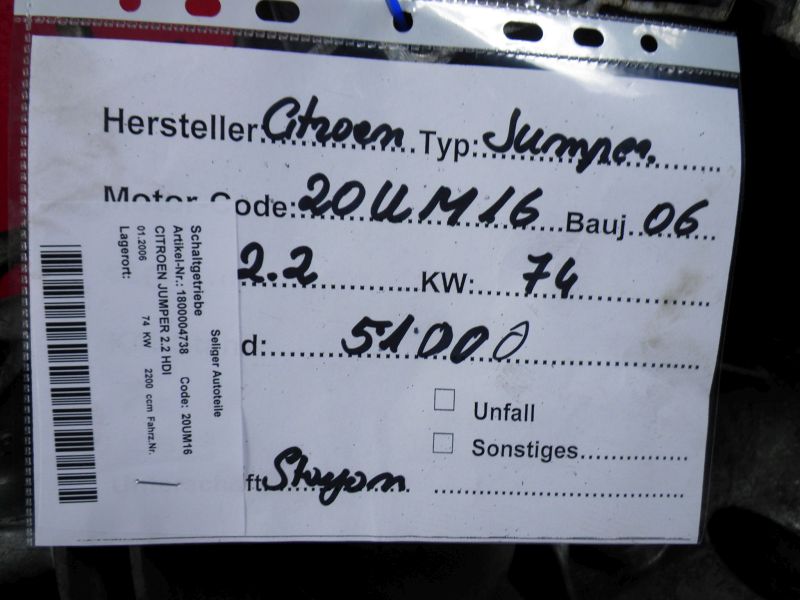 Hersteller: Citroen Typ: Jumper.
Motor Code: 20UM16 Bauj. 06
2.2 KW: 74
d: 51.000
Unfall
Sonstiges
ft: Stoyan
Seliger Autoteile
Schaltgetriebe
Artikel-Nr.: 1800004738 Code: 20UM16
CITROEN JUMPER 2.2 HDI
01.2006 74 KW 2200 ccm Fahrz.Nr.
Lagerort: